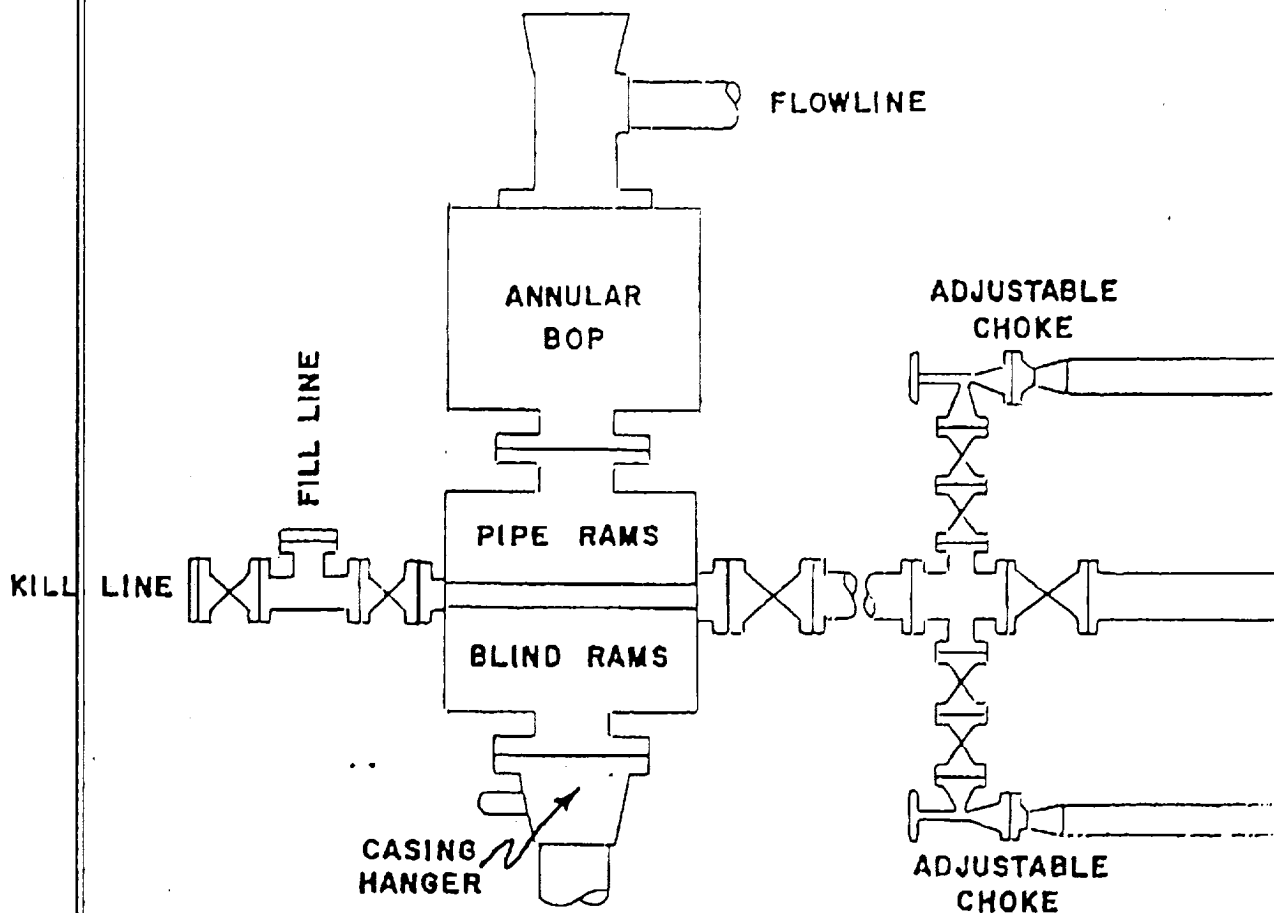 FLOWLINE
ANNULAR
BOP
ADJUSTABLE
CHOKE
FILL LINE
PIPE RAMS
KILL LINE
BLIND RAMS
CASING
HANGER
ADJUSTABLE
CHOKE